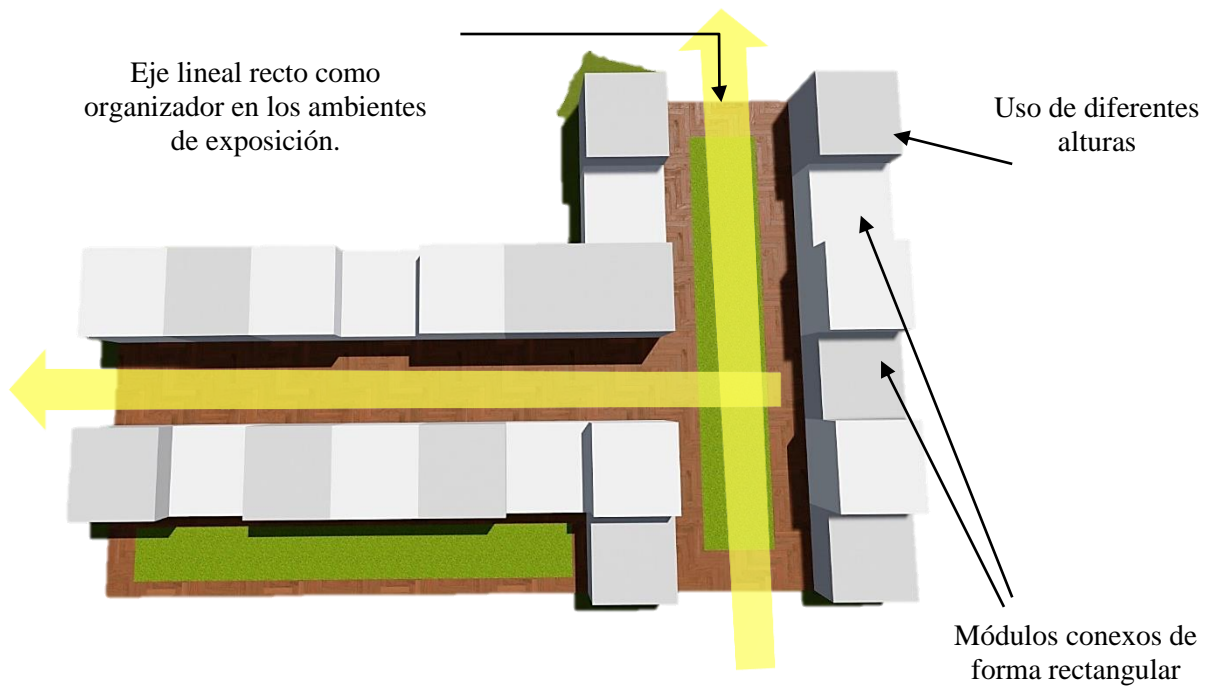 Eje lineal recto como
organizador en los ambientes
de exposición.
Uso de diferentes
alturas
Módulos conexos de
forma rectangular